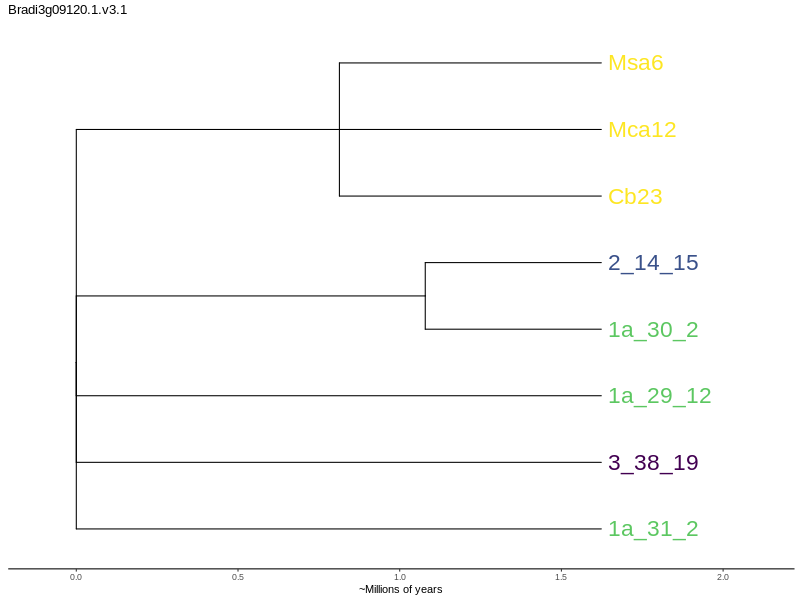 Bradi3g09120.1.v3.1
Msa6
Mca12
Cb23
2_14_15
1a_30_2
1a_29_12
3_38_19
1a_31_2
0.0 0.5 1.0 1.5 2.0
~Millions of years